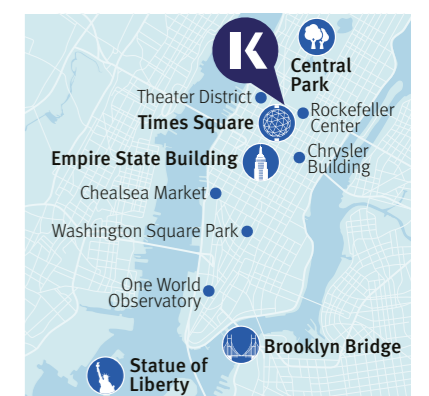 K
Central
Park
Theater District
Times Square
Rockefeller
Center
Empire State Building
Chrysler
Building
Chealsea Market
Washington Square Park
One World
Observatory
Brooklyn Bridge
Statue of
Liberty